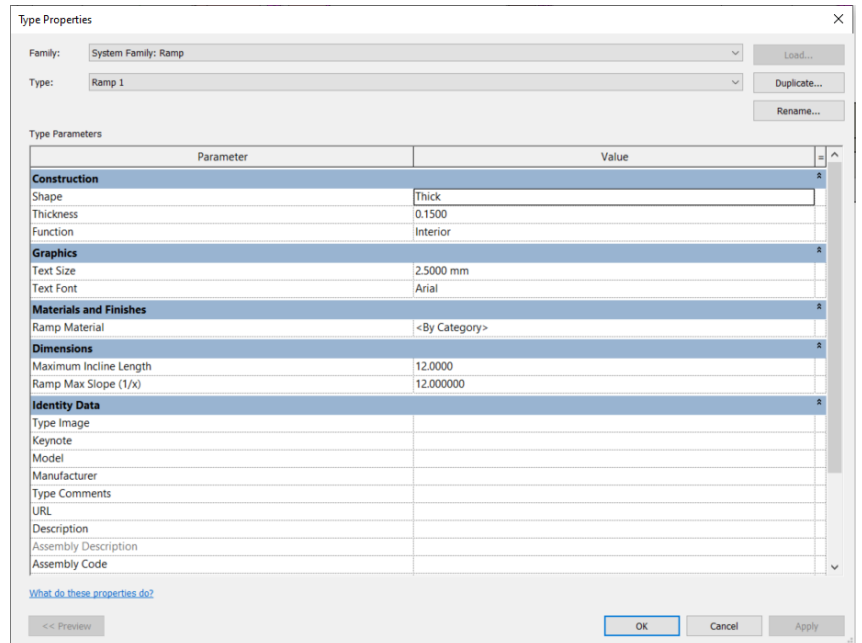 Type Properties
Family: System Family: Ramp Load...
Type: Ramp 1 Duplicate...
Rename...
Type Parameters
Parameter Value =
Construction
Shape Thick
Thickness 0.1500
Function Interior
Graphics
Text Size 2.5000 mm
Text Font Arial
Materials and Finishes
Ramp Material <By Category>
Dimensions
Maximum Incline Length 12.0000
Ramp Max Slope (1/x) 12.000000
Identity Data
Type Image
Keynote
Model
Manufacturer
Type Comments
URL
Description
Assembly Description
Assembly Code
What do these properties do?
<< Preview OK Cancel Apply